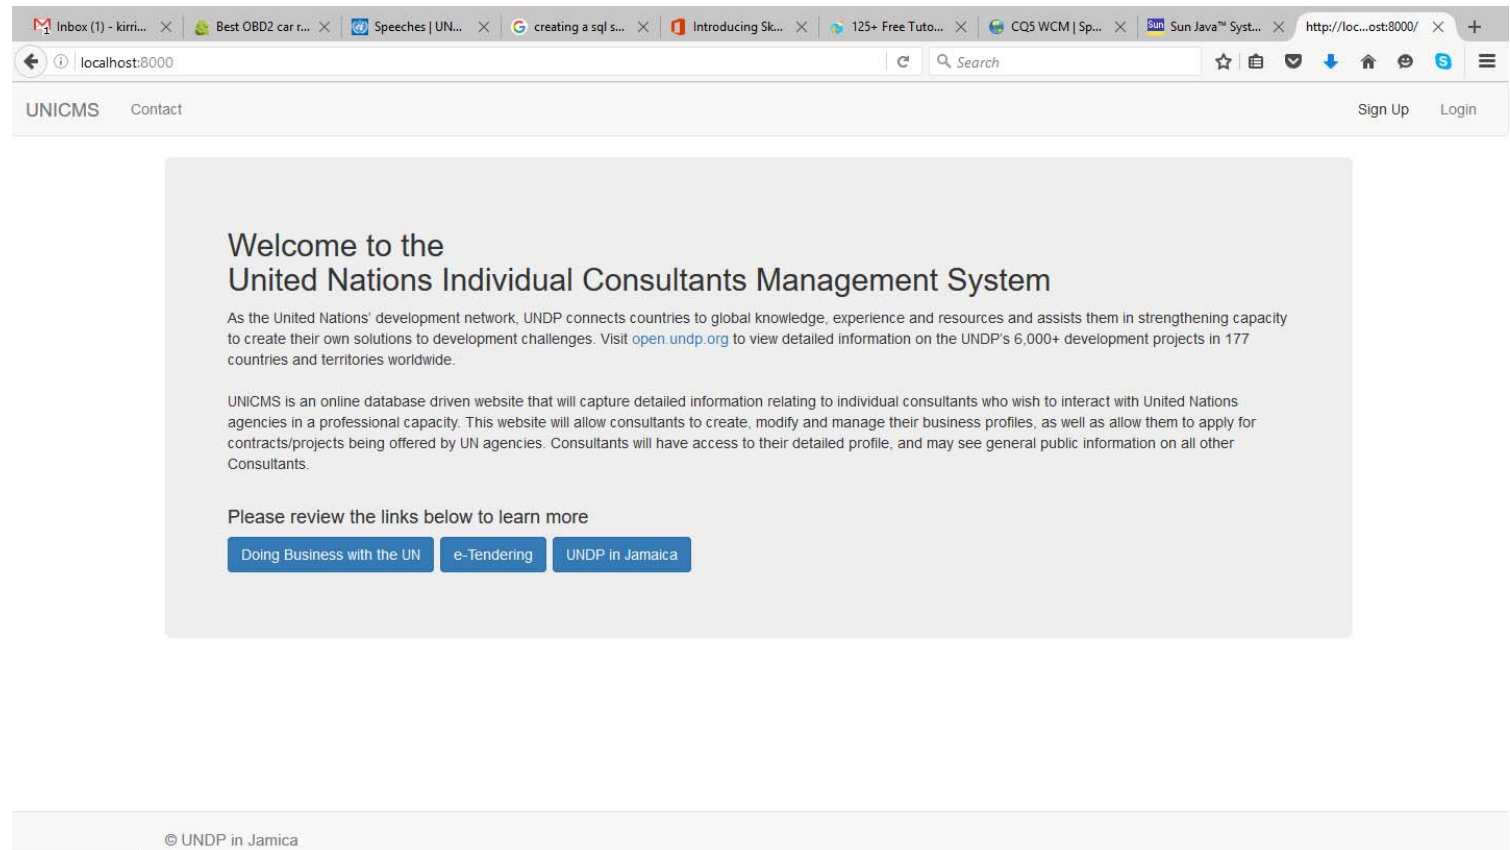 Inbox (1) - kirri...
Best OBD2 car r...
Speeches | UN...
creating a sql s...
Introducing Sk...
125+ Free Tuto...
CQ5 WCM | Sp...
Sun Java™ Syst...
http://loc...ost:8000/
localhost:8000
Search
UNICMS Contact Sign Up Login
Welcome to the
United Nations Individual Consultants Management System
As the United Nations' development network, UNDP connects countries to global knowledge, experience and resources and assists them in strengthening capacity
to create their own solutions to development challenges. Visit open.undp.org to view detailed information on the UNDP's 6,000+ development projects in 177
countries and territories worldwide.
UNICMS is an online database driven website that will capture detailed information relating to individual consultants who wish to interact with United Nations
agencies in a professional capacity. This website will allow consultants to create, modify and manage their business profiles, as well as allow them to apply for
contracts/projects being offered by UN agencies. Consultants will have access to their detailed profile, and may see general public information on all other
Consultants.
Please review the links below to learn more
Doing Business with the UN e-Tendering UNDP in Jamaica
© UNDP in Jamica